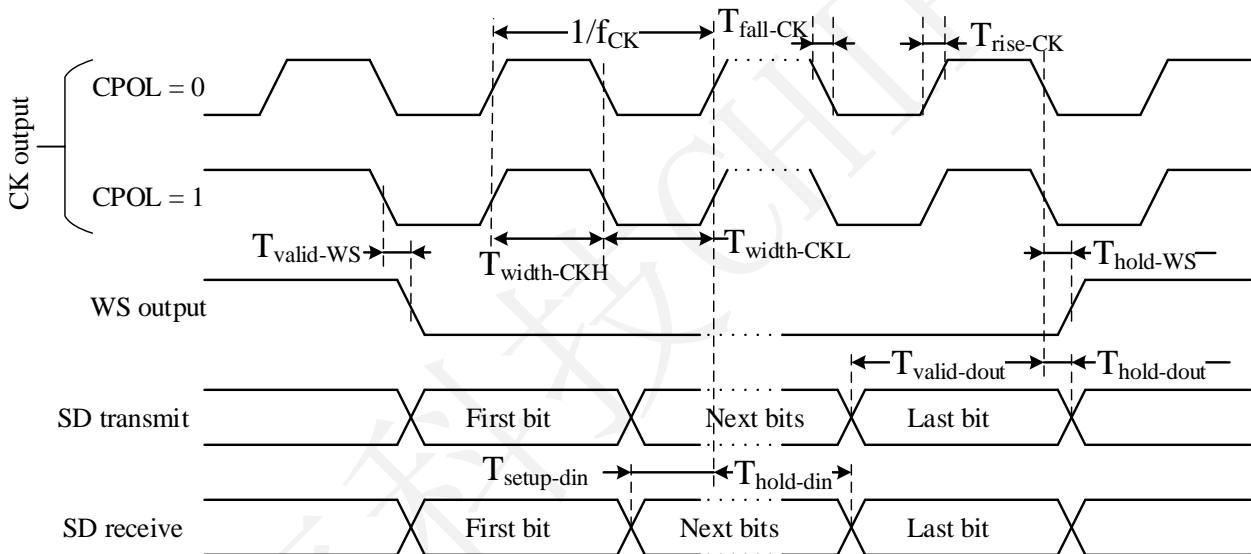 1/fCK
Tfall-CK
Trise-CK
CK output
CPOL = 0
CPOL = 1
Tvalid-WS
Twidth-CKH
Twidth-CKL
Thold-WS
WS output
Tvalid-dout
Thold-dout
SD transmit
First bit
Next bits
Last bit
Tsetup-din
Thold-din
SD receive
First bit
Next bits
Last bit